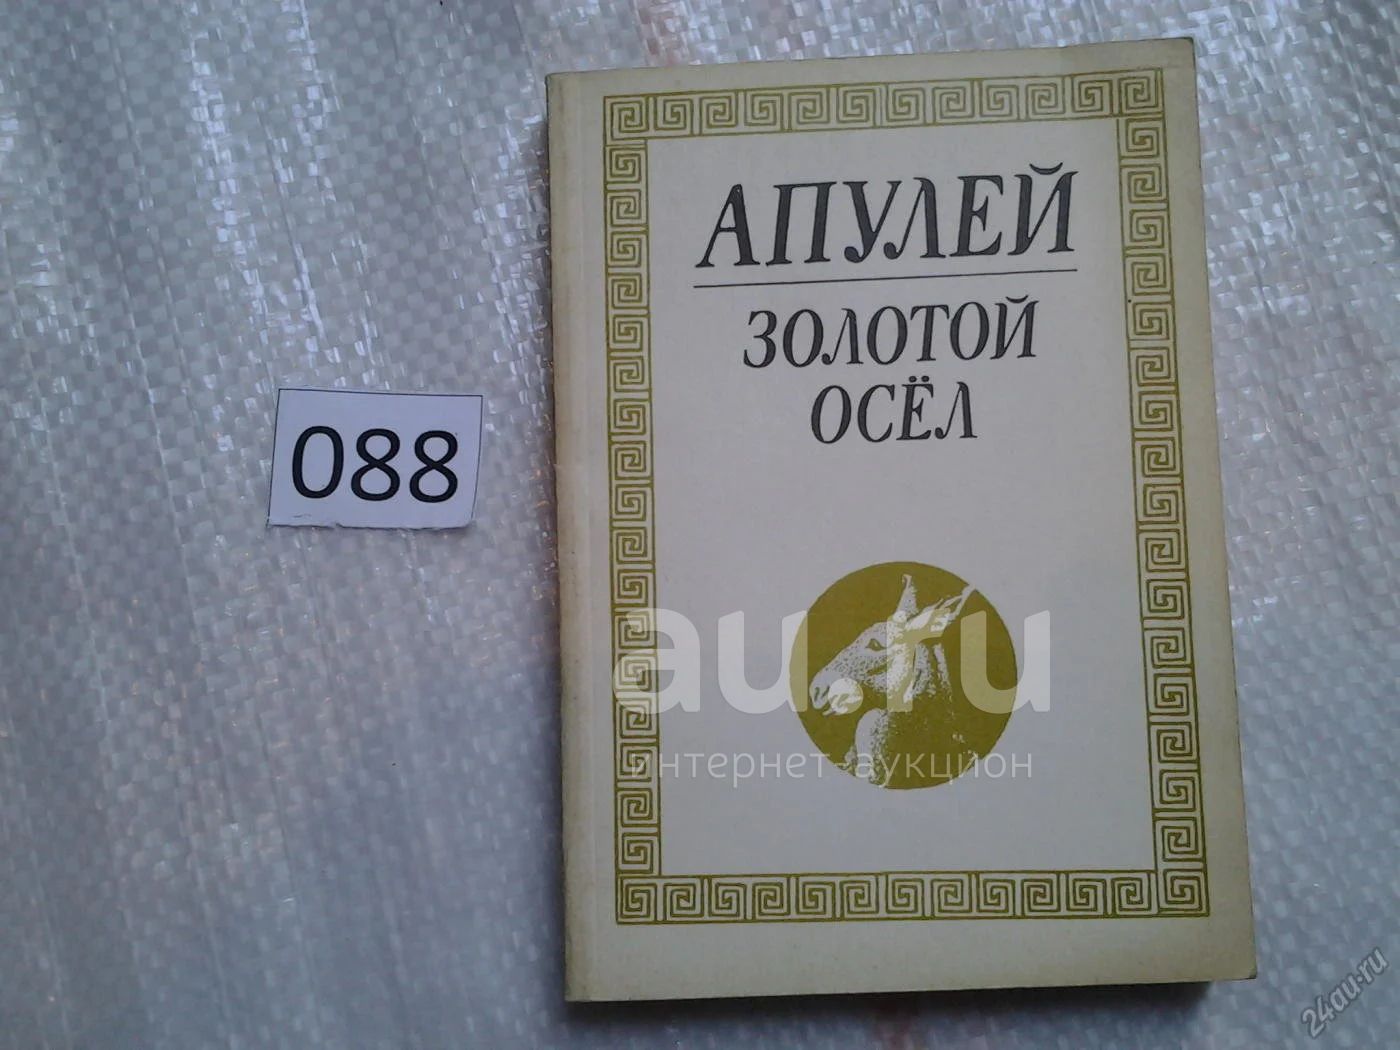 АПУЛЕЙ
ЗОЛОТОЙ
ОСЁЛ
088
au.ru
интернет-аукцион
24au.ru